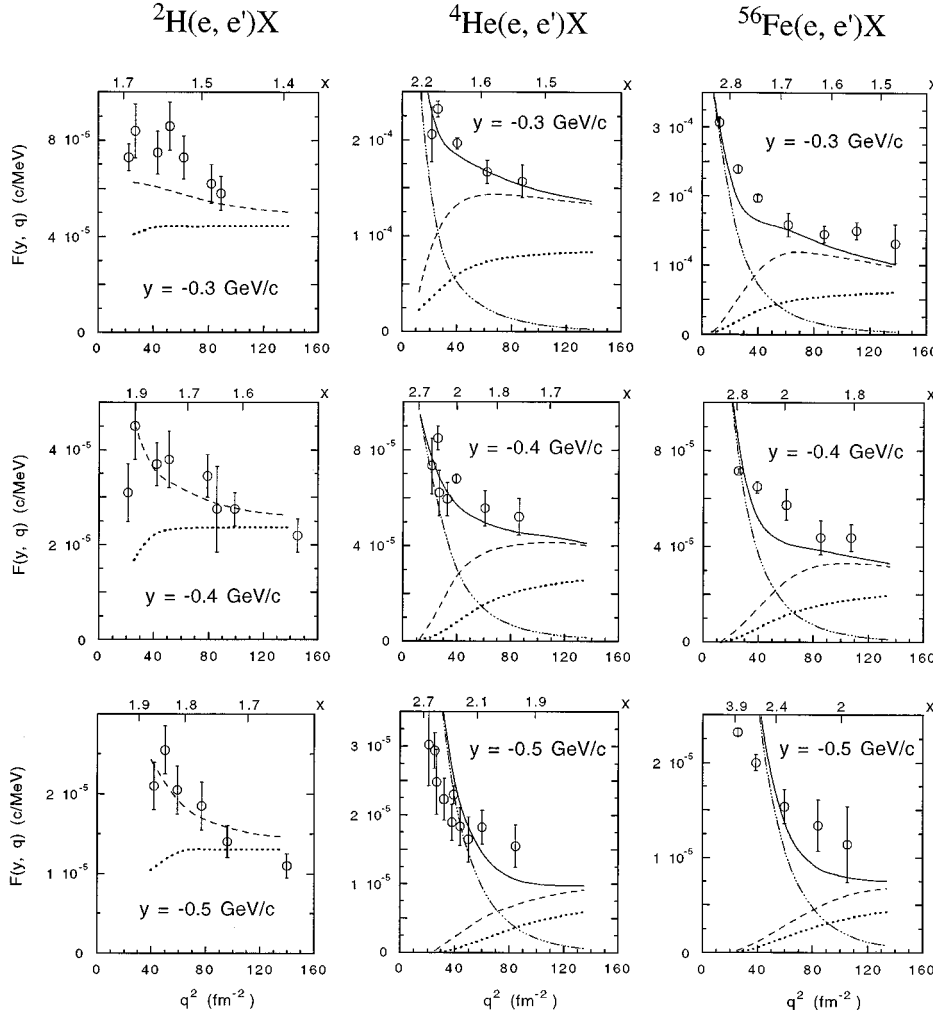 ²H(e, e')X
⁴He(e, e')X
⁵⁶Fe(e, e')X
1.7 1.5 1.4 X
2.2 1.6 1.5 X
2.8 1.7 1.6 1.5 X
8 10⁻⁵
4 10⁻⁵
0
F(y, q) (c/MeV)
y = -0.3 GeV/c
0 40 80 120 160
2 10⁻⁴
1 10⁻⁴
0
y = -0.3 GeV/c
0 40 80 120 160
3 10⁻⁴
2 10⁻⁴
1 10⁻⁴
0
y = -0.3 GeV/c
0 40 80 120 160
1.9 1.7 1.6 X
2.7 2 1.8 1.7 X
2.8 2 1.8 X
4 10⁻⁵
2 10⁻⁵
0
F(y, q) (c/MeV)
y = -0.4 GeV/c
0 40 80 120 160
8 10⁻⁵
4 10⁻⁵
0
y = -0.4 GeV/c
0 40 80 120 160
8 10⁻⁵
4 10⁻⁵
0
y = -0.4 GeV/c
0 40 80 120 160
1.9 1.8 1.7 X
2.7 2.1 1.9 X
3.9 2.4 2 X
2 10⁻⁵
1 10⁻⁵
0
F(y, q) (c/MeV)
y = -0.5 GeV/c
0 40 80 120 160
q² (fm⁻²)
3 10⁻⁵
2 10⁻⁵
1 10⁻⁵
0
y = -0.5 GeV/c
0 40 80 120 160
q² (fm⁻²)
2 10⁻⁵
1 10⁻⁵
0
y = -0.5 GeV/c
0 40 80 120 160
q² (fm⁻²)